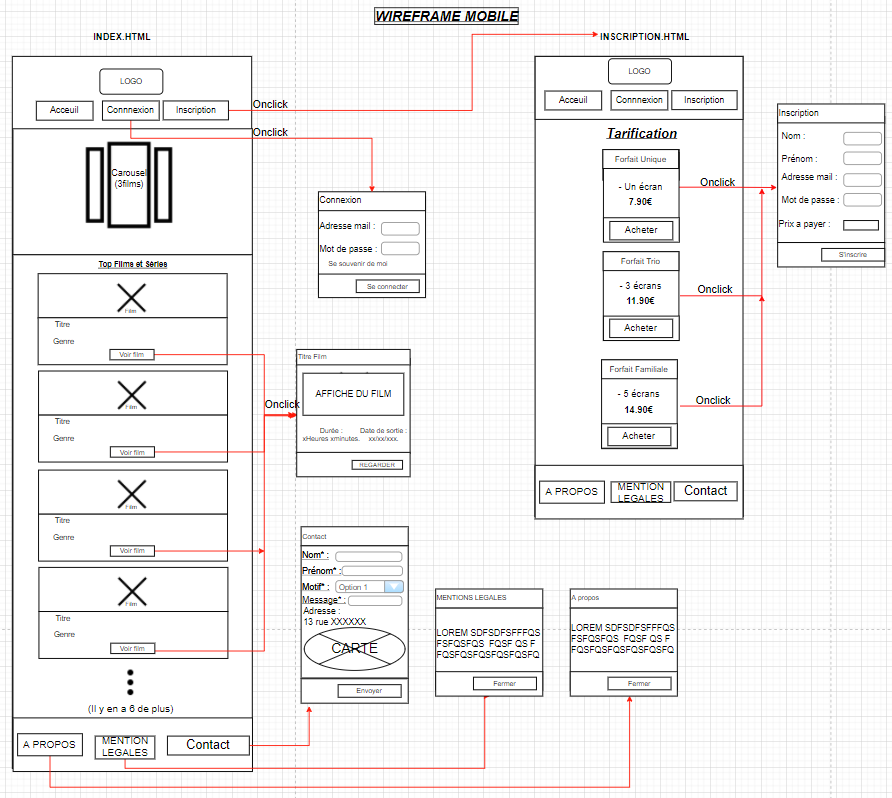 WIREFRAME MOBILE
INDEX.HTML
LOGO
Acceuil
Connnexion
Inscription
Onclick
Onclick
Carousel
(3films)
Top Films et Séries
Film
Titre
Genre
Voir film
Film
Titre
Genre
Voir film
Film
Titre
Genre
Voir film
Film
Titre
Genre
Voir film
(Il y en a 6 de plus)
A PROPOS
MENTION
LEGALES
Contact
Connexion
Adresse mail :
Mot de passe :
Se souvenir de moi
Se connecter
Onclick
Titre Film
AFFICHE DU FILM
Durée :
xHeures xminutes.
Date de sortie :
xx/xx/xxx.
REGARDER
Contact
Nom* :
Prénom* :
Motif* :
Option 1
Message* :
Adresse :
13 rue XXXXXX
CARTE
Envoyer
MENTIONS LEGALES
LOREM SDFSDFSFFFQS
FSFQSFQS FQSF QS F
FQSFQSFQSFQSFQSFQ
Fermer
A propos
LOREM SDFSDFSFFFQS
FSFQSFQS FQSF QS F
FQSFQSFQSFQSFQSFQ
Fermer
INSCRIPTION.HTML
LOGO
Acceuil
Connnexion
Inscription
Tarification
Forfait Unique
- Un écran
7.90€
Acheter
Onclick
Forfait Trio
- 3 écrans
11.90€
Acheter
Onclick
Forfait Familiale
- 5 écrans
14.90€
Acheter
Onclick
A PROPOS
MENTION
LEGALES
Contact
Inscription
Nom :
Prénom :
Adresse mail :
Mot de passe :
Prix a payer :
S'inscrire